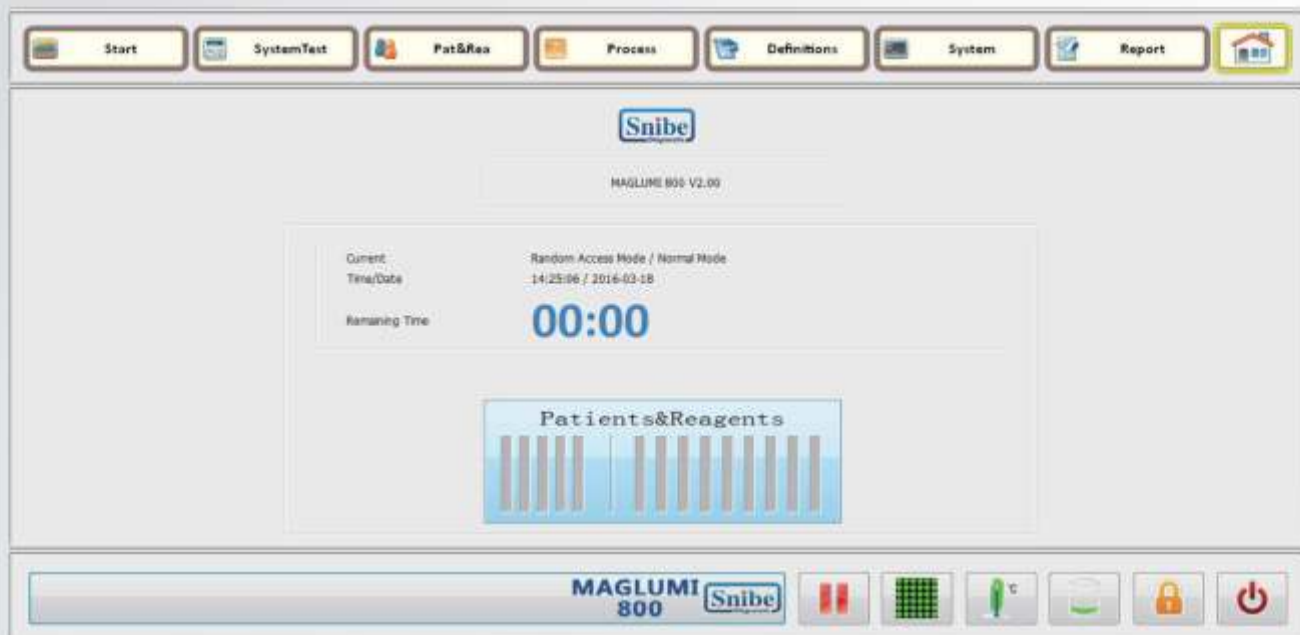 Start
SystemTest
Pat&Rea
Process
Definitions
System
Report
Snibe
MAGLUMI 800 V2.00
Current Random Access Mode / Normal Mode
Time/Date 14:25:06 / 2016-03-18
Remaining Time 00:00
Patients&Reagents
MAGLUMI
800
Snibe
°C